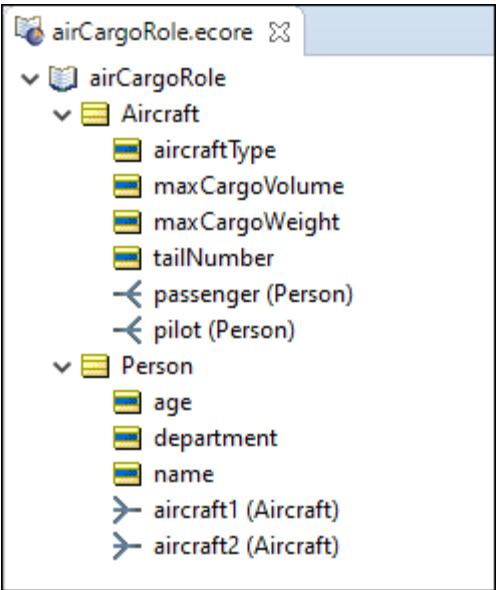 airCargoRole.ecore
airCargoRole
Aircraft
aircraftType
maxCargoVolume
maxCargoWeight
tailNumber
passenger (Person)
pilot (Person)
Person
age
department
name
aircraft1 (Aircraft)
aircraft2 (Aircraft)